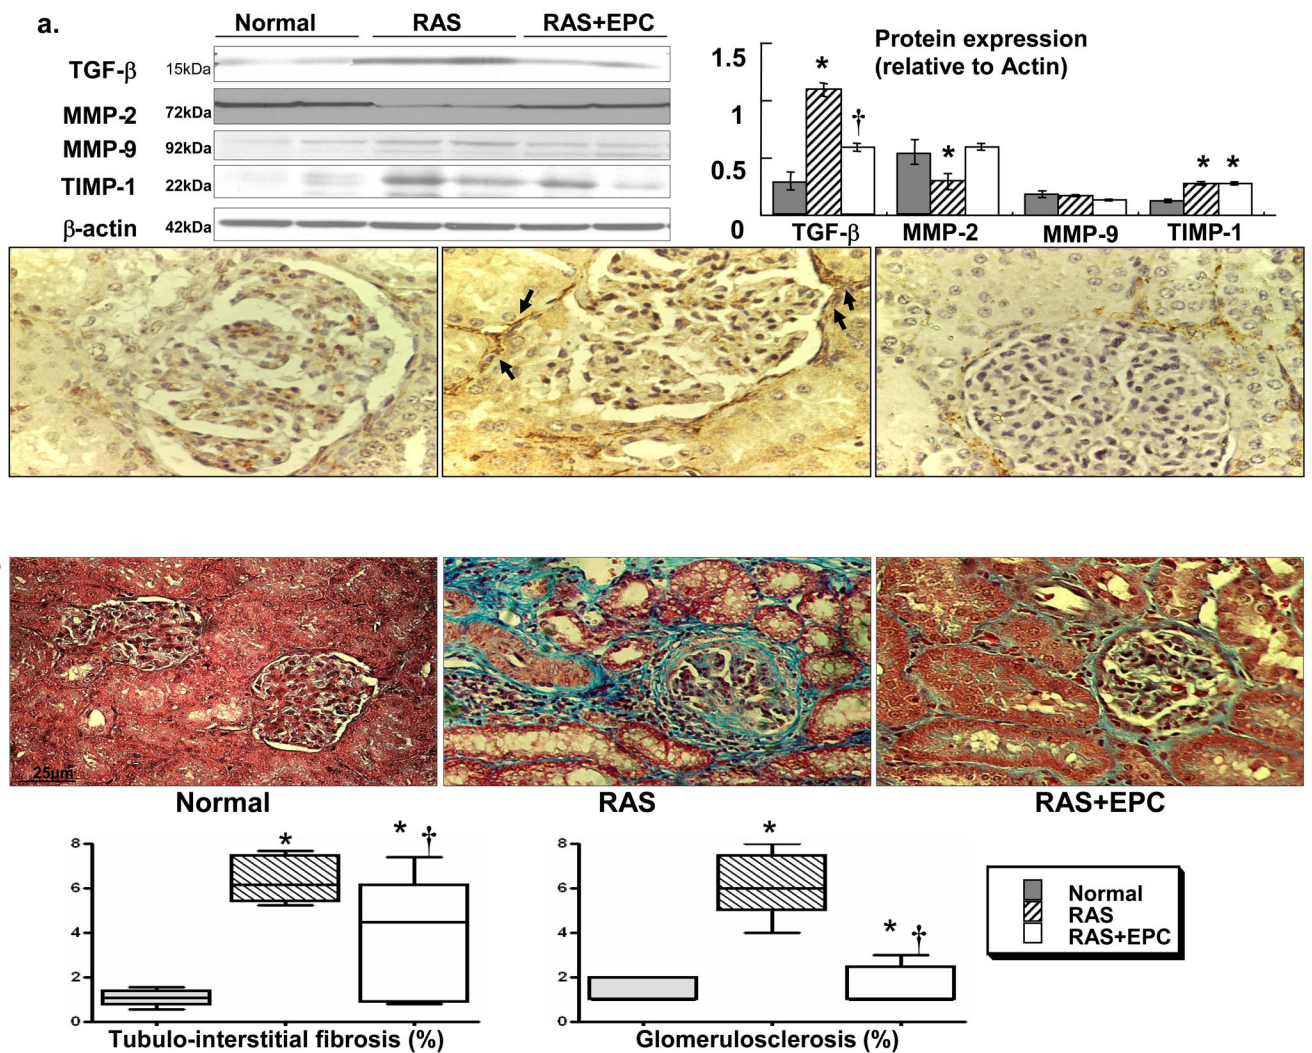 a.
Normal RAS RAS+EPC
TGF-β 15kDa
MMP-2 72kDa
MMP-9 92kDa
TIMP-1 22kDa
β-actin 42kDa
Protein expression
(relative to Actin)
1.5
1
0.5
0
* † * * *
TGF-β MMP-2 MMP-9 TIMP-1
25µm
Normal RAS RAS+EPC
8
6
4
2
0
* * †
Tubulo-interstitial fibrosis (%)
8
6
4
2
0
* * †
Glomerulosclerosis (%)
Normal
RAS
RAS+EPC